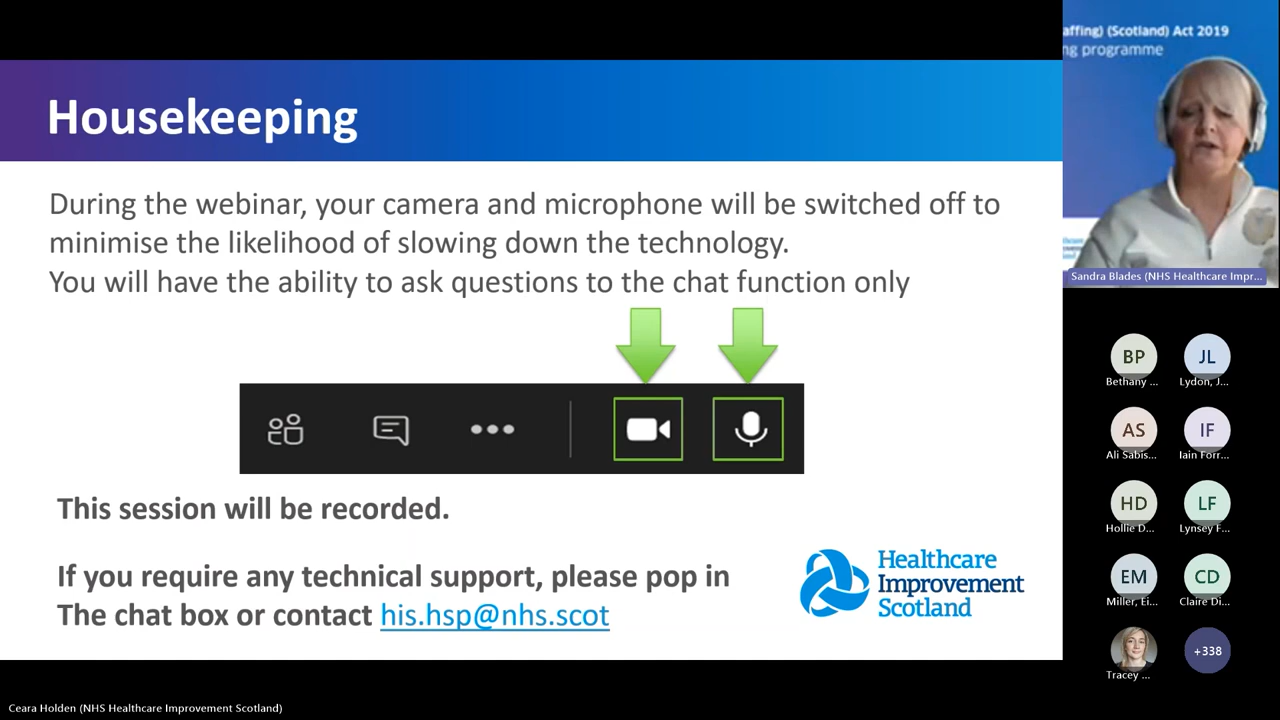 Housekeeping
During the webinar, your camera and microphone will be switched off to
minimise the likelihood of slowing down the technology.
You will have the ability to ask questions to the chat function only
This session will be recorded.
If you require any technical support, please pop in
The chat box or contact his.hsp@nhs.scot
Healthcare
Improvement
Scotland
affing) (Scotland) Act 2019
ng programme
Sandra Blades (NHS Healthcare Impr...
BP
Bethany ...
JL
Lydon, J...
AS
Ali Sabis...
IF
Iain Forr...
HD
Hollie D...
LF
Lynsey F...
EM
Miller, Ei...
CD
Claire Di...
Tracey ...
+338
Ceara Holden (NHS Healthcare Improvement Scotland)